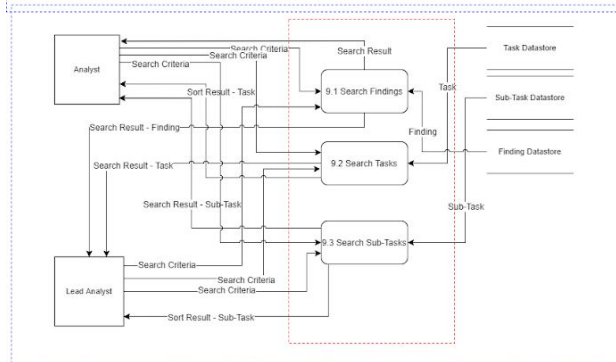 Analyst
Search Criteria
Search Criteria
Search Criteria
Search Result
Task Datastore
Sort Result - Task
9.1 Search Findings
Task
Sub-Task Datastore
Search Result - Finding
Finding
Finding Datastore
Search Result - Task
9.2 Search Tasks
Search Result - Sub-Task
Sub-Task
9.3 Search Sub-Tasks
Lead Analyst
Search Criteria
Search Criteria
Search Criteria
Sort Result - Sub-Task